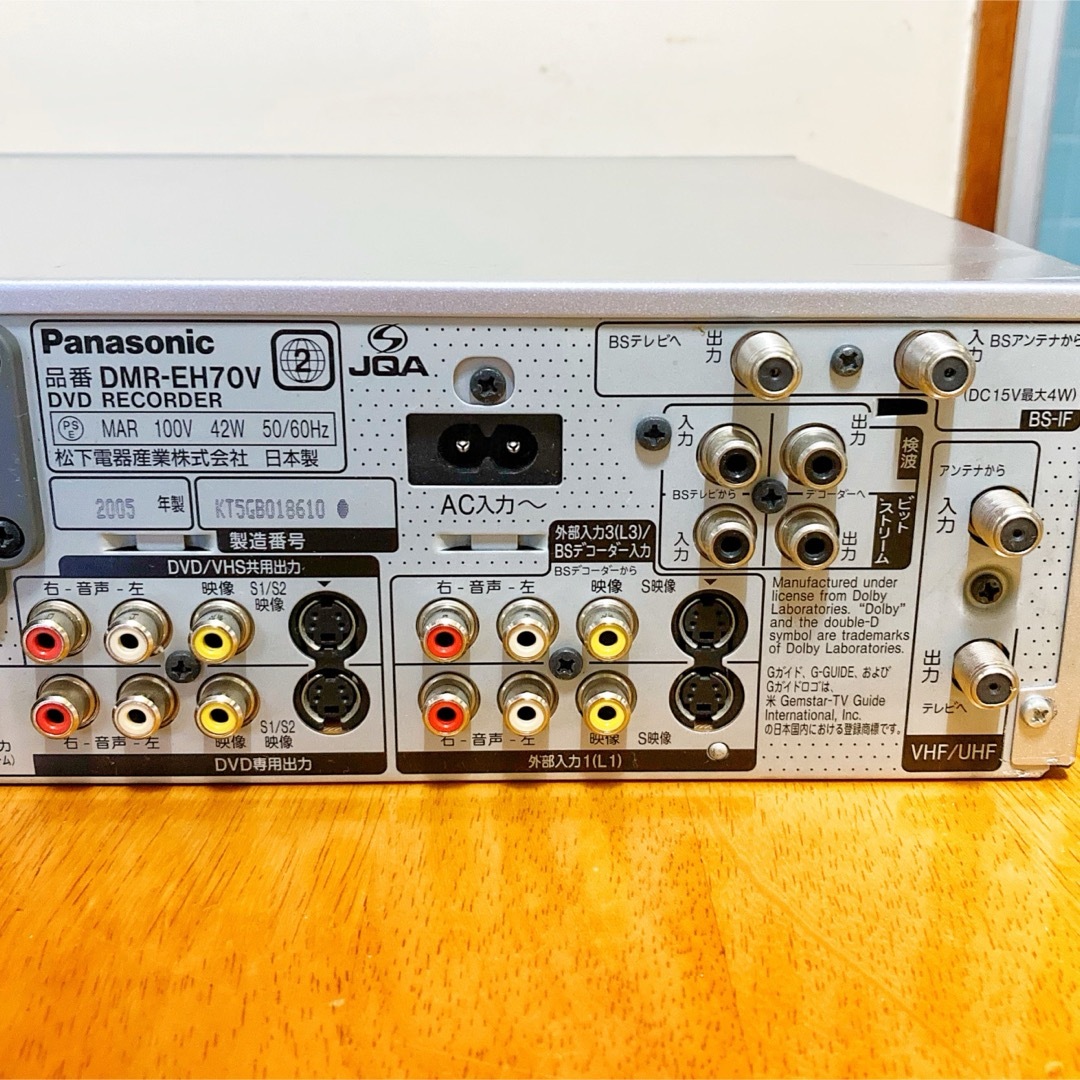 Panasonic
品番 DMR-EH70V
DVD RECORDER
2
PS
E
MAR 100V 42W 50/60Hz
松下電器産業株式会社 日本製
2005 年製
KT5GB018610
製造番号
JQA
AC入力～
DVD/VHS共用出力
右 - 音声 - 左
映像
S1/S2
映像
右 - 音声 - 左
映像
S1/S2
映像
DVD専用出力
外部入力3(L3)/
BSデコーダー入力
BSデコーダーから
右 - 音声 - 左
映像
S映像
右 - 音声 - 左
映像
S映像
外部入力1(L1)
BSテレビへ
出力
入力
BSアンテナから
(DC15V最大4W)
BS-IF
入力
出力
検波
BSテレビから
デコーダーへ
入力
出力
ビット
ストリーム
Manufactured under
license from Dolby
Laboratories. “Dolby”
and the double-D
symbol are trademarks
of Dolby Laboratories.
Gガイド、G-GUIDE、および
Gガイドロゴは、
米 Gemstar-TV Guide
International, Inc.
の日本国内における登録商標です。
アンテナから
入力
出力
テレビへ
VHF/UHF